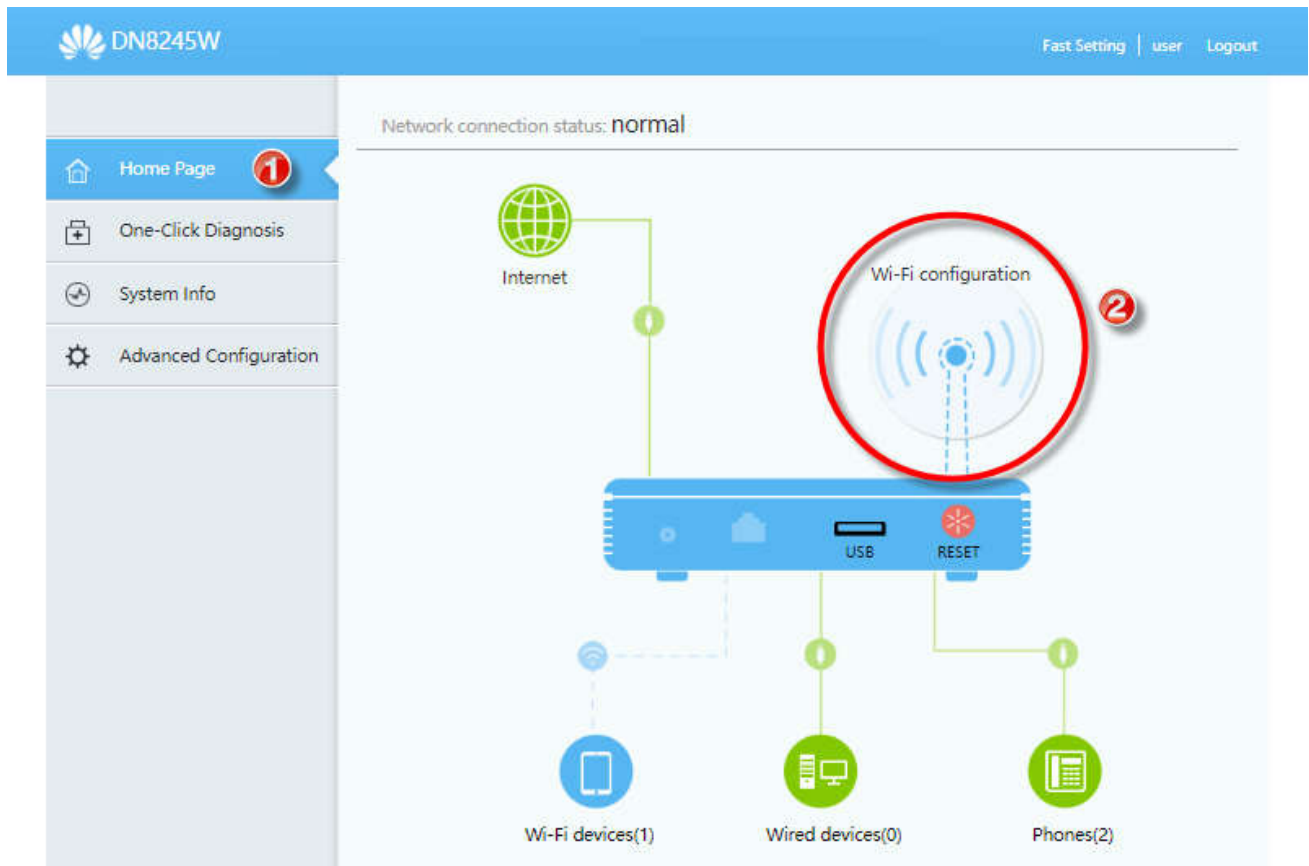 DN8245W
Fast Setting | user Logout
Network connection status: normal
Home Page 1
One-Click Diagnosis
System Info
Advanced Configuration
Internet
Wi-Fi configuration
2
USB
RESET
Wi-Fi devices(1)
Wired devices(0)
Phones(2)